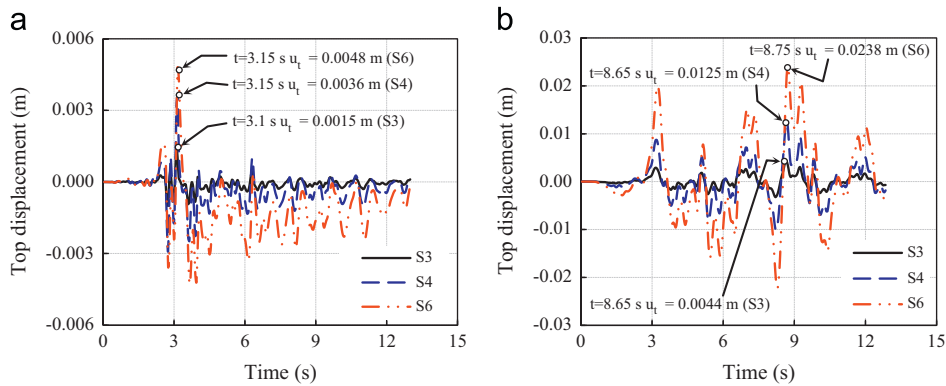 a
0.006
0.003
0.000
-0.003
-0.006
Top displacement (m)
t=3.15 s u_t = 0.0048 m (S6)
t=3.15 s u_t = 0.0036 m (S4)
t=3.1 s u_t = 0.0015 m (S3)
S3
S4
S6
0 3 6 9 12 15
Time (s)
b
0.03
0.02
0.01
0.00
-0.01
-0.02
-0.03
Top displacement (m)
t=8.75 s u_t = 0.0238 m (S6)
t=8.65 s u_t = 0.0125 m (S4)
t=8.65 s u_t = 0.0044 m (S3)
S3
S4
S6
0 3 6 9 12 15
Time (s)